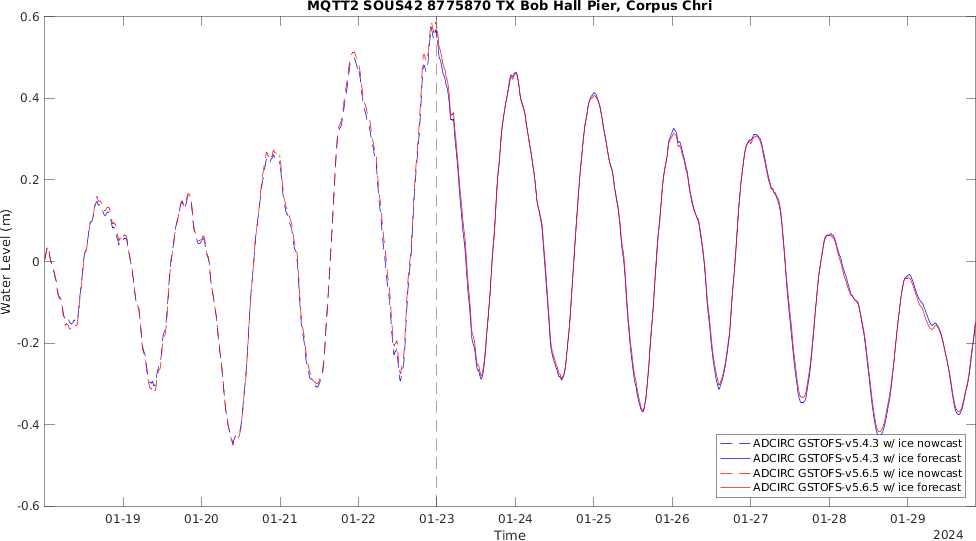 MQTT2 SOUS42 8775870 TX Bob Hall Pier, Corpus Chri
0.6
0.4
0.2
0
-0.2
-0.4
-0.6
Water Level (m)
ADCIRC GSTOFS-v5.4.3 w/ ice nowcast
ADCIRC GSTOFS-v5.4.3 w/ ice forecast
ADCIRC GSTOFS-v5.6.5 w/ ice nowcast
ADCIRC GSTOFS-v5.6.5 w/ ice forecast
01-19 01-20 01-21 01-22 01-23 01-24 01-25 01-26 01-27 01-28 01-29
Time
2024